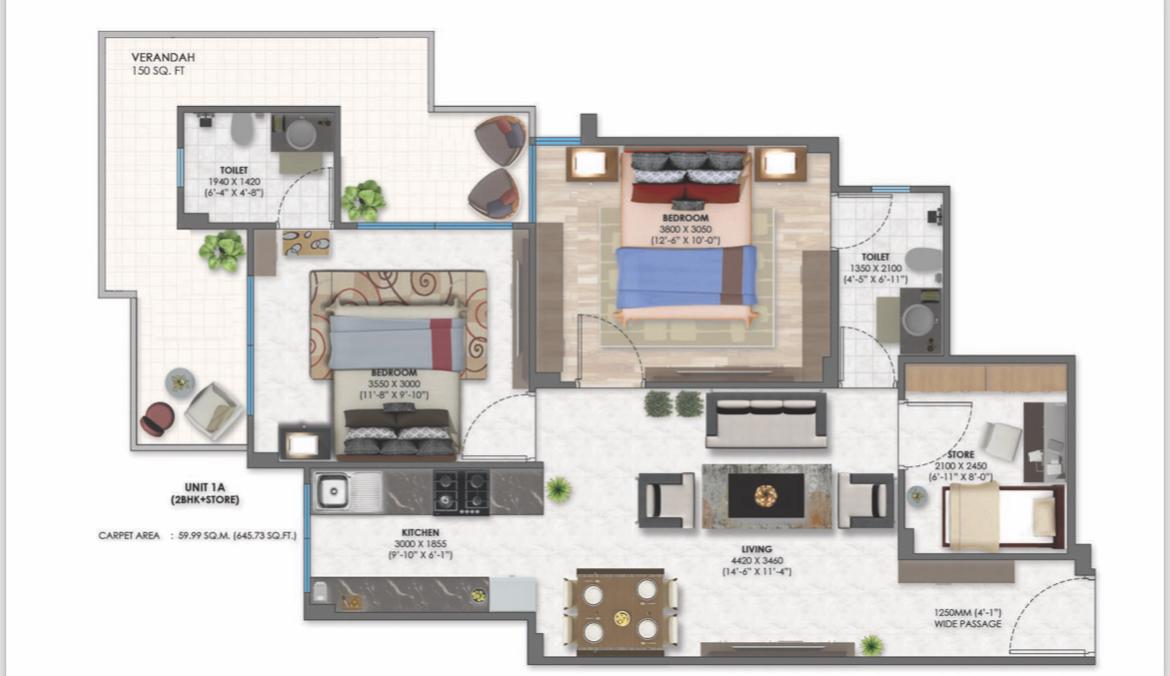 VERANDAH
150 SQ. FT
TOILET
1940 X 1420
(6'-4" X 4'-8")
BEDROOM
3800 X 3050
(12'-6" X 10'-0")
TOILET
1350 X 2100
(4'-5" X 6'-11")
BEDROOM
3550 X 3000
(11'-8" X 9'-10")
STORE
2100 X 2450
(6'-11" X 8'-0")
UNIT 1A
(2BHK+STORE)
CARPET AREA : 59.99 SQ.M. (645.73 SQ.FT.)
KITCHEN
3000 X 1855
(9'-10" X 6'-1")
LIVING
4420 X 3460
(14'-6" X 11'-4")
1250MM (4'-1")
WIDE PASSAGE